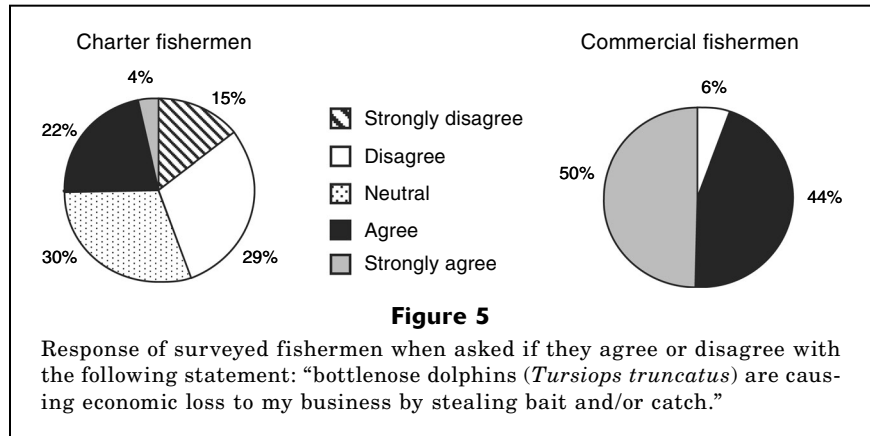 Charter fishermen
4%
15%
22%
30%
29%
Strongly disagree
Disagree
Neutral
Agree
Strongly agree
Commercial fishermen
6%
50%
44%
Figure 5
Response of surveyed fishermen when asked if they agree or disagree with
the following statement: “bottlenose dolphins (Tursiops truncatus) are caus-
ing economic loss to my business by stealing bait and/or catch.”